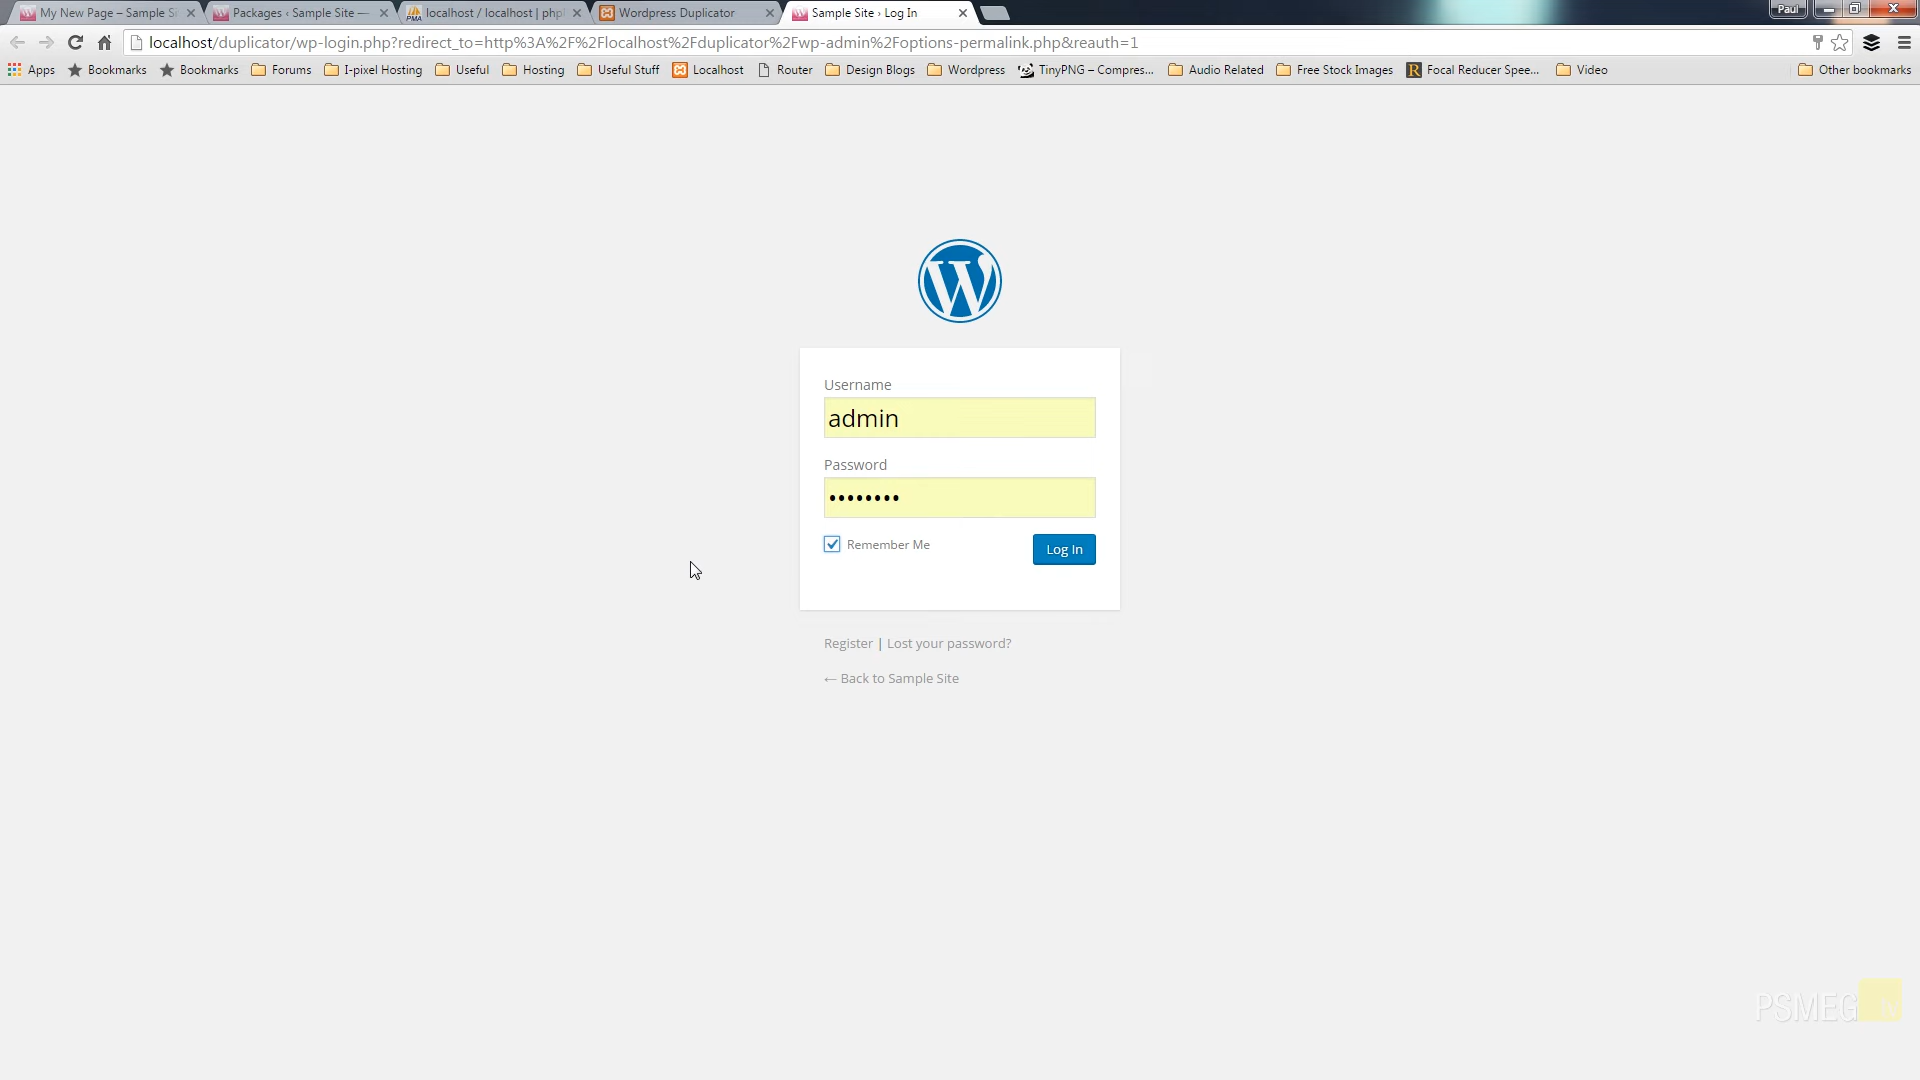 My New Page – Sample S
Packages ‹ Sample Site —
localhost / localhost | php
Wordpress Duplicator
Sample Site › Log In
Paul
localhost/duplicator/wp-login.php?redirect_to=http%3A%2F%2Flocalhost%2Fduplicator%2Fwp-admin%2Foptions-permalink.php&reauth=1
Apps
Bookmarks
Bookmarks
Forums
I-pixel Hosting
Useful
Hosting
Useful Stuff
Localhost
Router
Design Blogs
Wordpress
TinyPNG – Compres...
Audio Related
Free Stock Images
Focal Reducer Spee...
Video
Other bookmarks
Username
admin
Password
••••••••
Remember Me
Log In
Register | Lost your password?
← Back to Sample Site
PSMEG